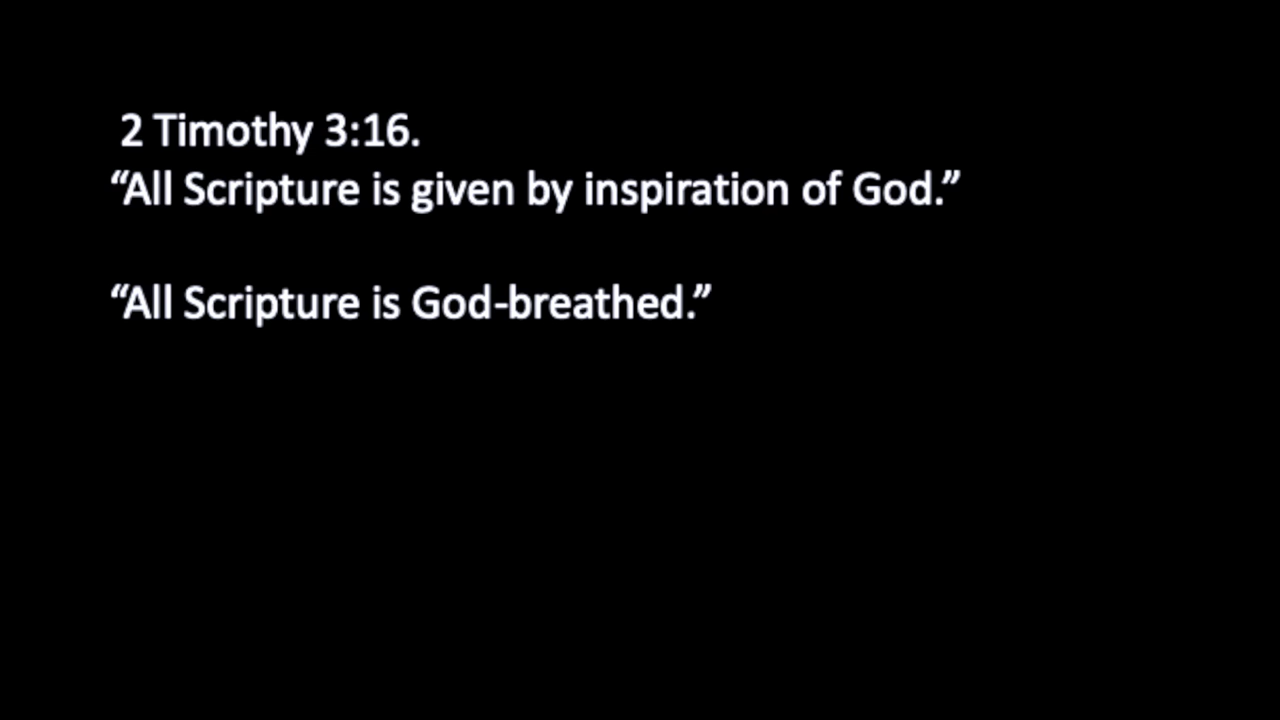 2 Timothy 3:16.
“All Scripture is given by inspiration of God.”
“All Scripture is God-breathed.”